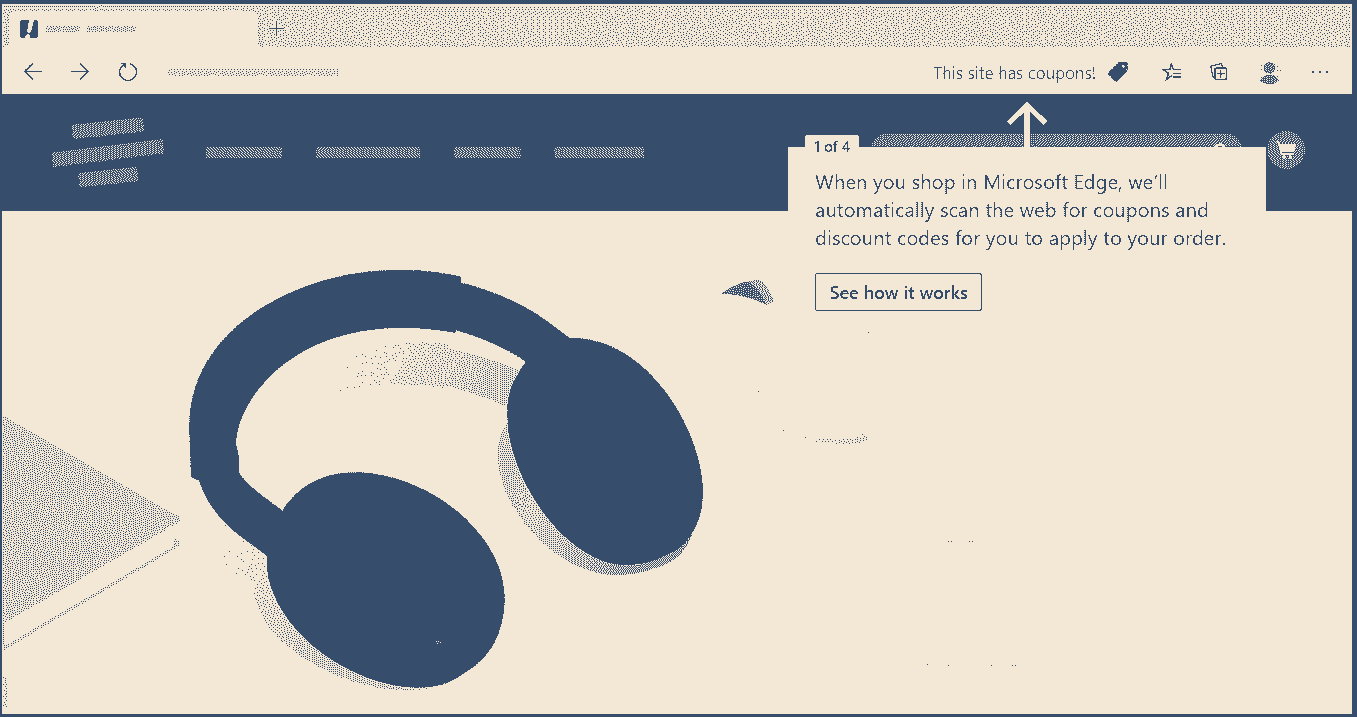 This site has coupons!
1 of 4
When you shop in Microsoft Edge, we'll
automatically scan the web for coupons and
discount codes for you to apply to your order.
See how it works